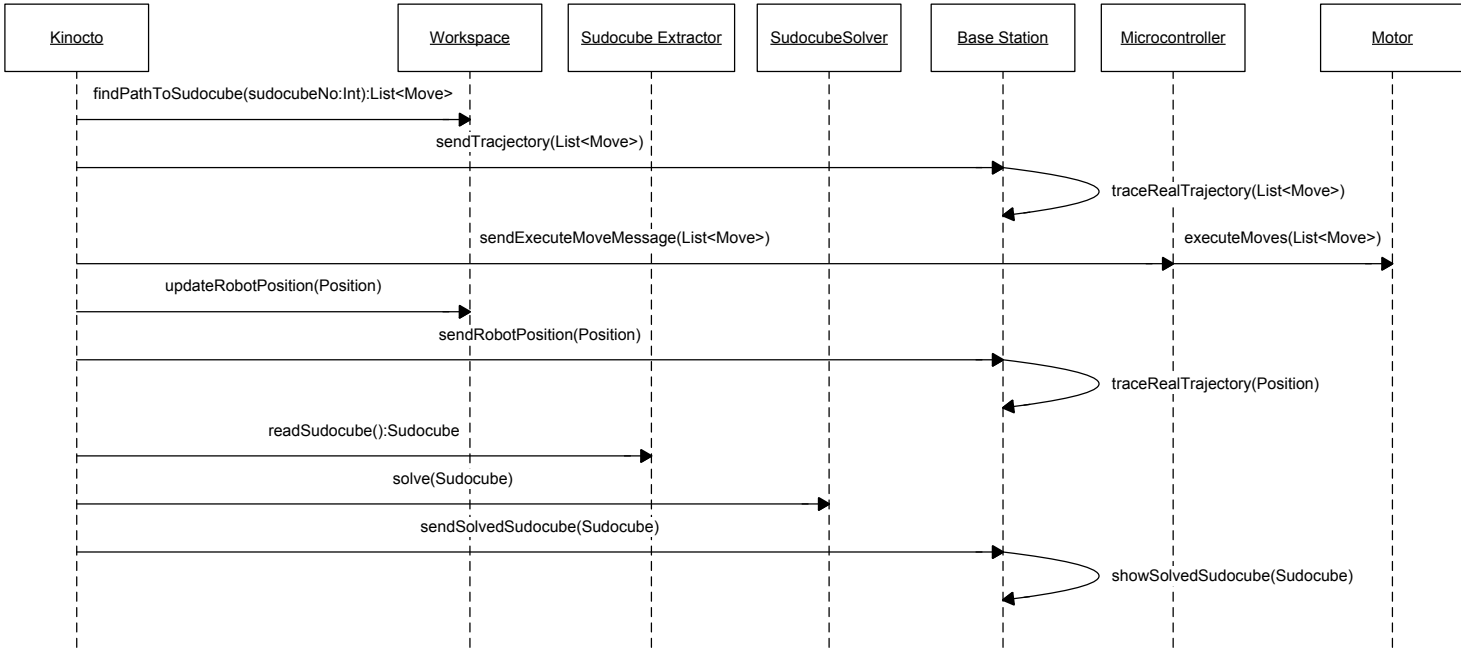 Kinocto
Workspace
Sudocube Extractor
SudocubeSolver
Base Station
Microcontroller
Motor
findPathToSudocube(sudocubeNo:Int):List<Move>
sendTracjectory(List<Move>)
traceRealTrajectory(List<Move>)
sendExecuteMoveMessage(List<Move>)
executeMoves(List<Move>)
updateRobotPosition(Position)
sendRobotPosition(Position)
traceRealTrajectory(Position)
readSudocube():Sudocube
solve(Sudocube)
sendSolvedSudocube(Sudocube)
showSolvedSudocube(Sudocube)